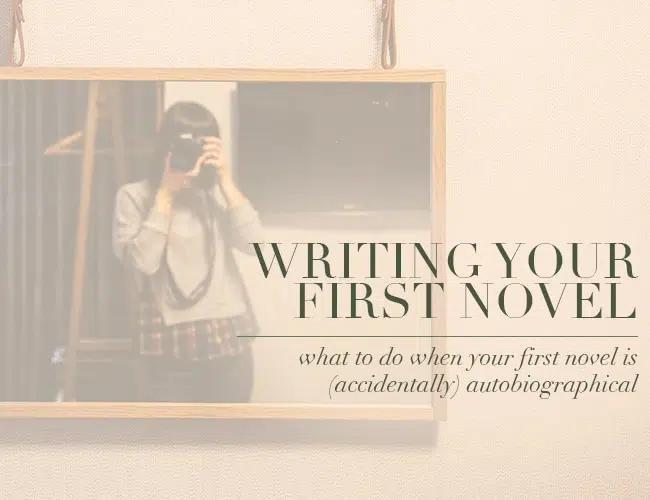 WRITING YOUR
FIRST NOVEL
what to do when your first novel is
(accidentally) autobiographical